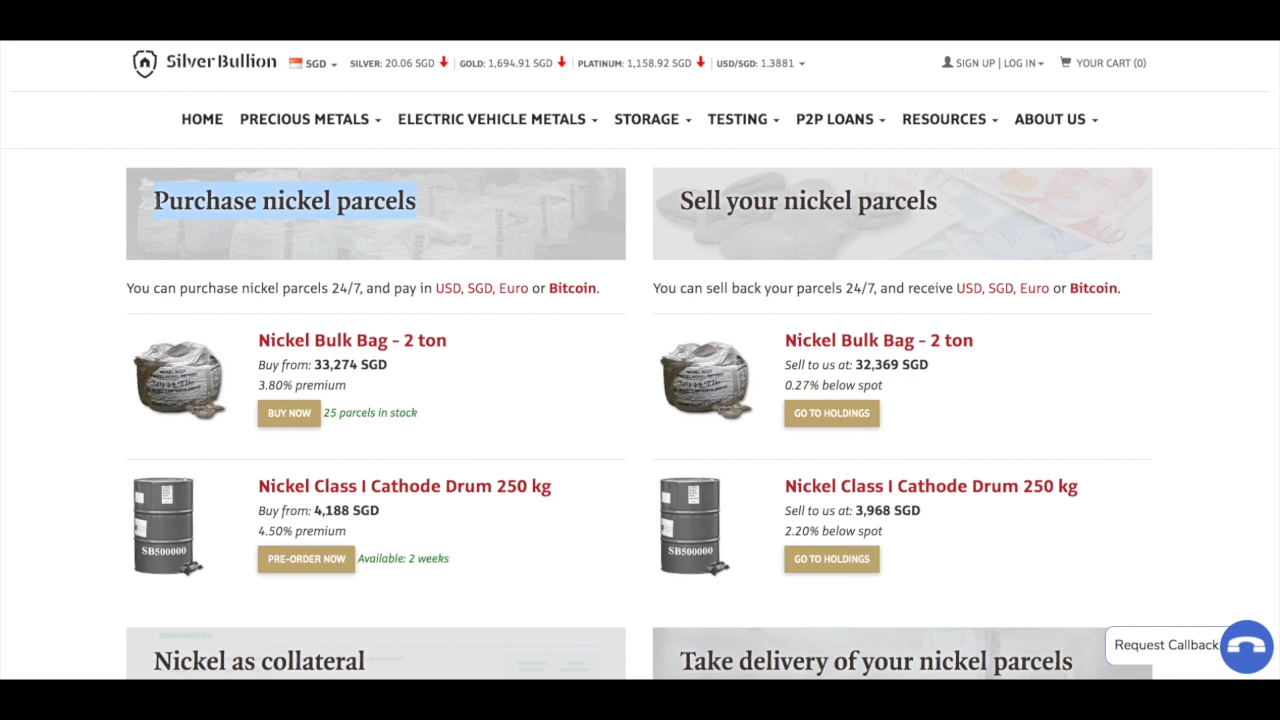 Silver Bullion SGD SILVER: 20.06 SGD GOLD: 1,694.91 SGD PLATINUM: 1,158.92 SGD USD/SGD: 1.3881 SIGN UP | LOG IN YOUR CART (0)
HOME PRECIOUS METALS ELECTRIC VEHICLE METALS STORAGE TESTING P2P LOANS RESOURCES ABOUT US
Purchase nickel parcels
You can purchase nickel parcels 24/7, and pay in USD, SGD, Euro or Bitcoin.
Nickel Bulk Bag - 2 ton
Buy from: 33,274 SGD
3.80% premium
BUY NOW 25 parcels in stock
Nickel Class I Cathode Drum 250 kg
Buy from: 4,188 SGD
4.50% premium
SB500000
PRE-ORDER NOW Available: 2 weeks
Sell your nickel parcels
You can sell back your parcels 24/7, and receive USD, SGD, Euro or Bitcoin.
Nickel Bulk Bag - 2 ton
Sell to us at: 32,369 SGD
0.27% below spot
GO TO HOLDINGS
Nickel Class I Cathode Drum 250 kg
Sell to us at: 3,968 SGD
2.20% below spot
SB500000
GO TO HOLDINGS
Nickel as collateral
Take delivery of your nickel parcels
Request Callback